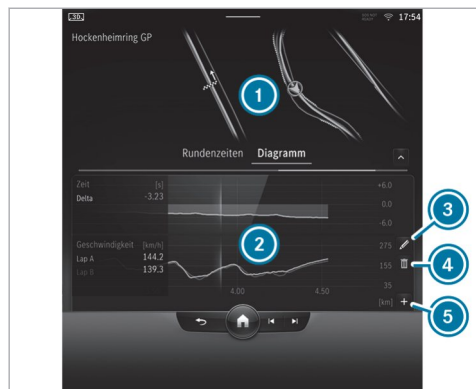 3D
17:54
Hockenheimring GP
1
Rundenzeiten Diagramm
Zeit [s] +6.0
Delta -3.23 0.0
-6.0
3
Geschwindigkeit [km/h] 2 275
Lap A 144.2 155 4
Lap B 139.3 35
4.00 4.50 [km] + 5